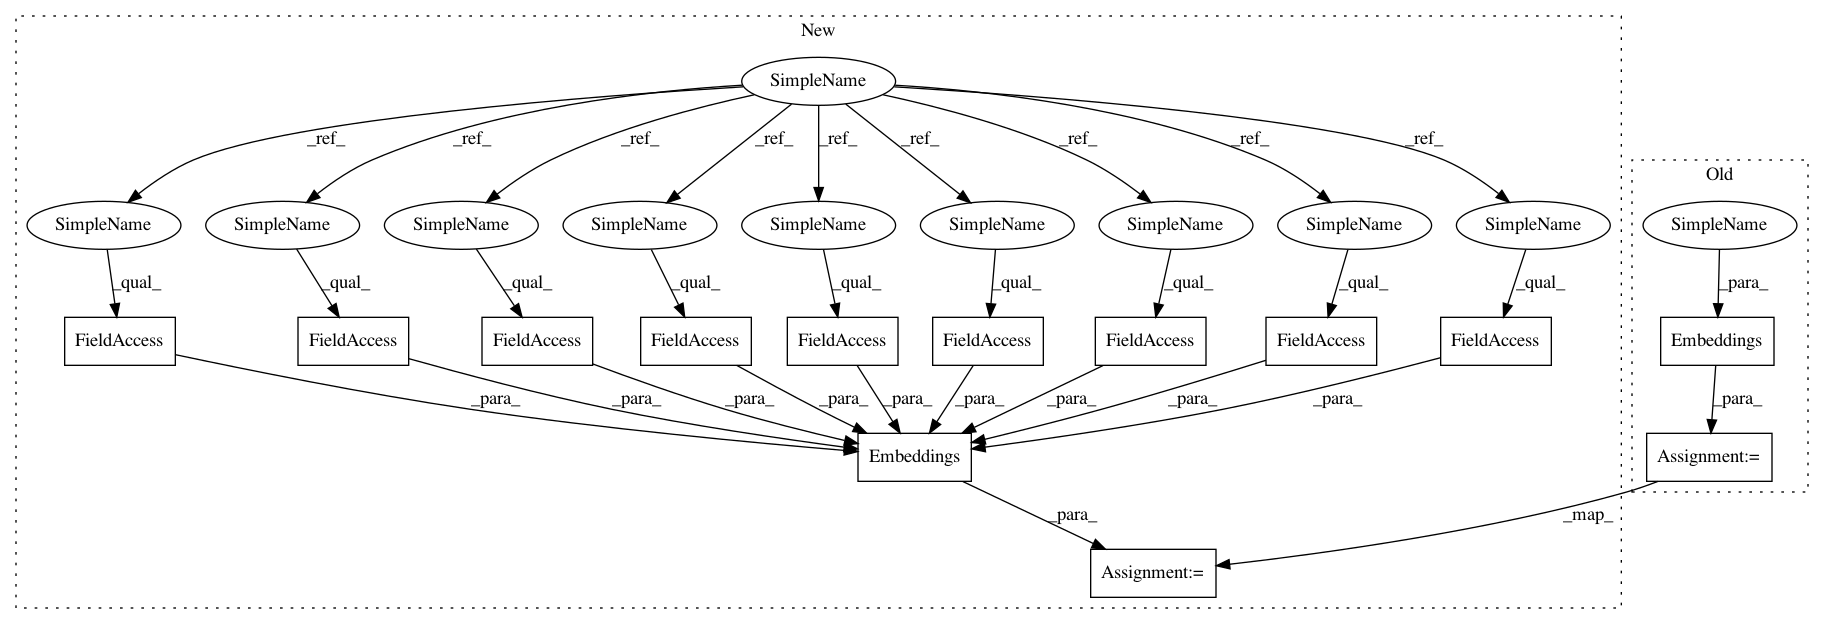 New
SimpleName
_ref_ _ref_ _ref_ _ref_ _ref_ _ref_ _ref_ _ref_ _ref_
Old
SimpleName SimpleName SimpleName SimpleName SimpleName SimpleName SimpleName SimpleName SimpleName SimpleName
_qual_ _qual_ _qual_ _qual_ _qual_ _qual_ _qual_ _qual_ _qual_ _para_
FieldAccess FieldAccess FieldAccess FieldAccess FieldAccess FieldAccess FieldAccess FieldAccess FieldAccess Embeddings
_para_ _para_ _para_ _para_ _para_ _para_ _para_ _para_ _para_ _para_
Embeddings Assignment:=
_para_ _map_
Assignment:=